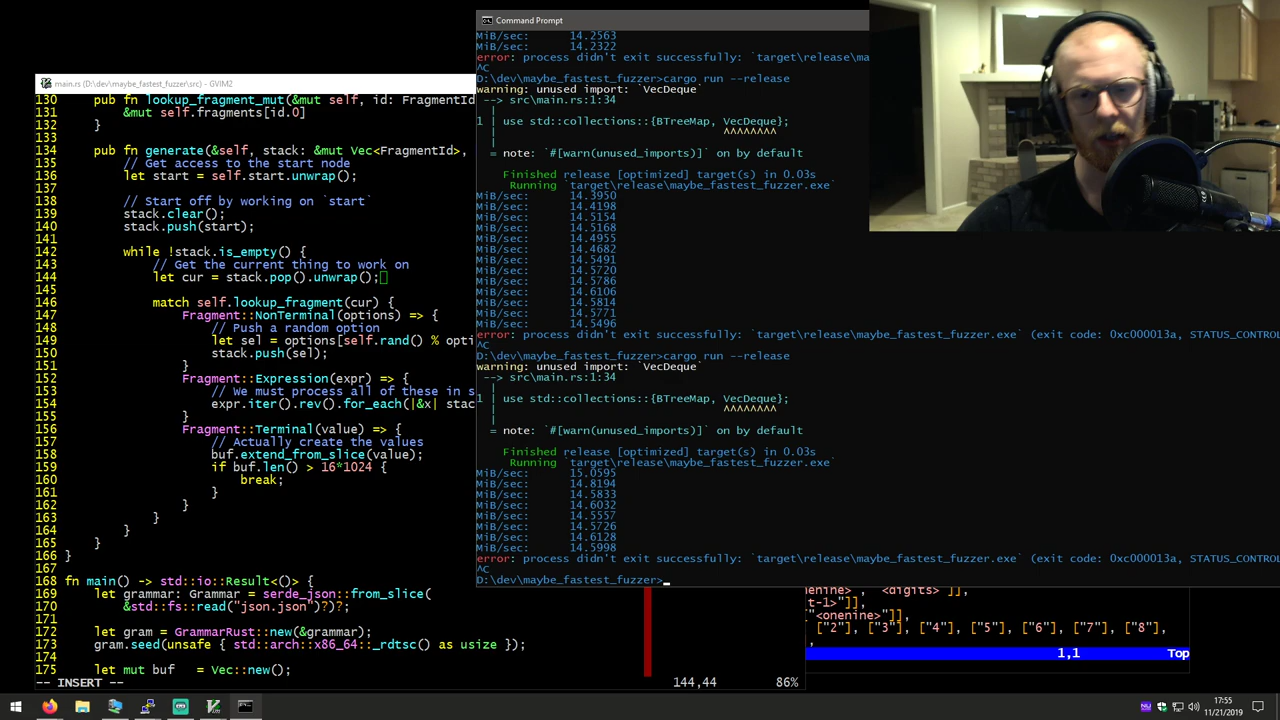 Command Prompt
MiB/sec:      14.2563
MiB/sec:      14.2322
error: process didn't exit successfully: `target\release\ma
^C
D:\dev\maybe_fastest_fuzzer>cargo run --release
warning: unused import: `VecDeque`
 --> src\main.rs:1:34
  |
1 | use std::collections::{BTreeMap, VecDeque};
  |                                  ^^^^^^^^
  |
  = note: `#[warn(unused_imports)]` on by default
    Finished release [optimized] target(s) in 0.03s
     Running `target\release\maybe_fastest_fuzzer.exe`
MiB/sec:      14.3950
MiB/sec:      14.4198
MiB/sec:      14.5154
MiB/sec:      14.5168
MiB/sec:      14.4955
MiB/sec:      14.4682
MiB/sec:      14.5491
MiB/sec:      14.5720
MiB/sec:      14.5786
MiB/sec:      14.6106
MiB/sec:      14.5814
MiB/sec:      14.5771
MiB/sec:      14.5496
error: process didn't exit successfully: `target\release\maybe_fastest_fuzzer.exe` (exit code: 0xc000013a, STATUS_CONTROL
^C
D:\dev\maybe_fastest_fuzzer>cargo run --release
warning: unused import: `VecDeque`
 --> src\main.rs:1:34
  |
1 | use std::collections::{BTreeMap, VecDeque};
  |                                  ^^^^^^^^
  |
  = note: `#[warn(unused_imports)]` on by default
    Finished release [optimized] target(s) in 0.03s
     Running `target\release\maybe_fastest_fuzzer.exe`
MiB/sec:      15.0595
MiB/sec:      14.8194
MiB/sec:      14.5833
MiB/sec:      14.6032
MiB/sec:      14.5557
MiB/sec:      14.5726
MiB/sec:      14.6128
MiB/sec:      14.5998
error: process didn't exit successfully: `target\release\maybe_fastest_fuzzer.exe` (exit code: 0xc000013a, STATUS_CONTROL
^C
D:\dev\maybe_fastest_fuzzer>
main.rs (D:\dev\maybe_fastest_fuzzer\src) - GVIM2
130     pub fn lookup_fragment_mut(&mut self, id: FragmentId
131         &mut self.fragments[id.0]
132     }
133
134     pub fn generate(&self, stack: &mut Vec<FragmentId>,
135         // Get access to the start node
136         let start = self.start.unwrap();
137
138         // Start off by working on `start`
139         stack.clear();
140         stack.push(start);
141
142         while !stack.is_empty() {
143             // Get the current thing to work on
144             let cur = stack.pop().unwrap();
145
146             match self.lookup_fragment(cur) {
147                 Fragment::NonTerminal(options) => {
148                     // Push a random option
149                     let sel = options[self.rand() % opti
150                     stack.push(sel);
151                 }
152                 Fragment::Expression(expr) => {
153                     // We must process all of these in s
154                     expr.iter().rev().for_each(|&x| stac
155                 }
156                 Fragment::Terminal(value) => {
157                     // Actually create the values
158                     buf.extend_from_slice(value);
159                     if buf.len() > 16*1024 {
160                         break;
161                     }
162                 }
163             }
164         }
165     }
166 }
167
168 fn main() -> std::io::Result<()> {
169     let grammar: Grammar = serde_json::from_slice(
170         &std::fs::read("json.json")?)?;
171
172     let mut gram = GrammarRust::new(&grammar);
173     gram.seed(unsafe { std::arch::x86_64::_rdtsc() as usize });
174
175     let mut buf   = Vec::new();
-- INSERT --                    144,44        86%
enine>", "<digits>"]],
t-1>"]],
"<onenine>"]],
["2"], ["3"], ["4"], ["5"], ["6"], ["7"], ["8"],
1,1           Top
17:55
11/21/2019